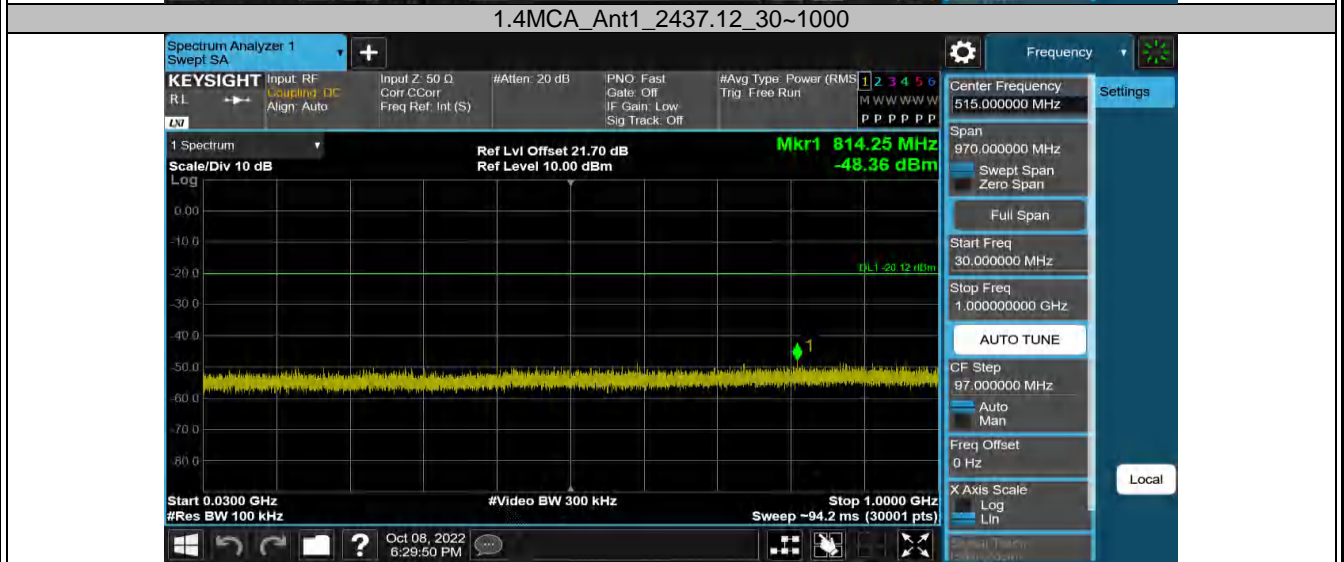 1.4MCA_Ant1_2437.12_30~1000
Spectrum Analyzer 1
Swept SA
Frequency
KEYSIGHT
RL
LXI
Input: RF
Coupling: DC
Align: Auto
Input Z: 50 Ω
Corr CCorr
Freq Ref: Int (S)
#Atten: 20 dB
PNO: Fast
Gate: Off
IF Gain: Low
Sig Track: Off
#Avg Type: Power (RMS
Trig: Free Run
1 2 3 4 5 6
M W W W W W
P P P P P P
1 Spectrum
Scale/Div 10 dB
Log
Ref Lvl Offset 21.70 dB
Ref Level 10.00 dBm
Mkr1 814.25 MHz
-48.36 dBm
0.00
-10.0
-20.0
-30.0
-40.0
-50.0
-60.0
-70.0
-80.0
DL1 -20.12 dBm
1
Start 0.0300 GHz
#Res BW 100 kHz
#Video BW 300 kHz
Stop 1.0000 GHz
Sweep ~94.2 ms (30001 pts)
Oct 08, 2022
6:29:50 PM
Center Frequency
515.000000 MHz
Settings
Span
970.000000 MHz
Swept Span
Zero Span
Full Span
Start Freq
30.000000 MHz
Stop Freq
1.000000000 GHz
AUTO TUNE
CF Step
97.000000 MHz
Auto
Man
Freq Offset
0 Hz
X Axis Scale
Log
Lin
Local